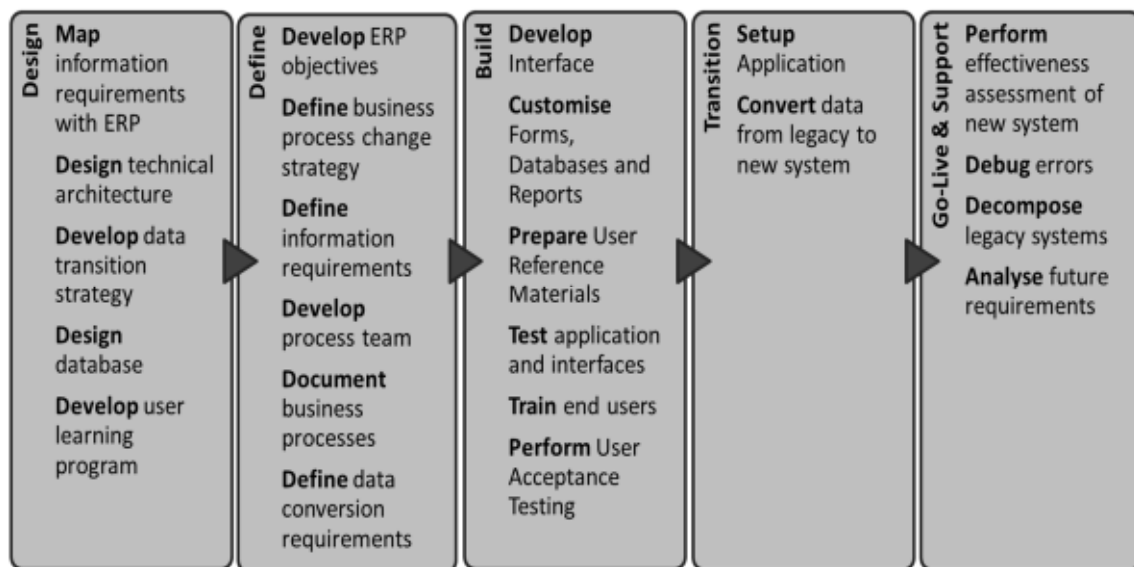 Design
Map
information
requirements
with ERP
Design technical
architecture
Develop data
transition
strategy
Design
database
Develop user
learning
program
Define
Develop ERP
objectives
Define business
process change
strategy
Define
information
requirements
Develop
process team
Document
business
processes
Define data
conversion
requirements
Build
Develop
Interface
Customise
Forms,
Databases and
Reports
Prepare User
Reference
Materials
Test application
and interfaces
Train end users
Perform User
Acceptance
Testing
Transition
Setup
Application
Convert data
from legacy to
new system
Go-Live & Support
Perform
effectiveness
assessment of
new system
Debug errors
Decompose
legacy systems
Analyse future
requirements